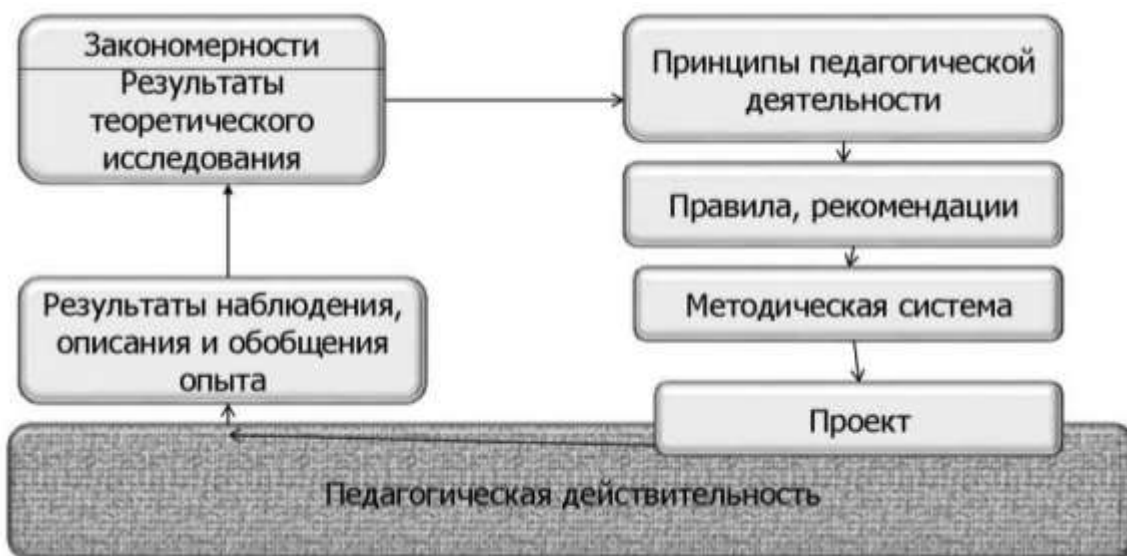 Закономерности
Результаты
теоретического
исследования
Принципы педагогической
деятельности
Правила, рекомендации
Результаты наблюдения,
описания и обобщения
опыта
Методическая система
Проект
Педагогическая действительность